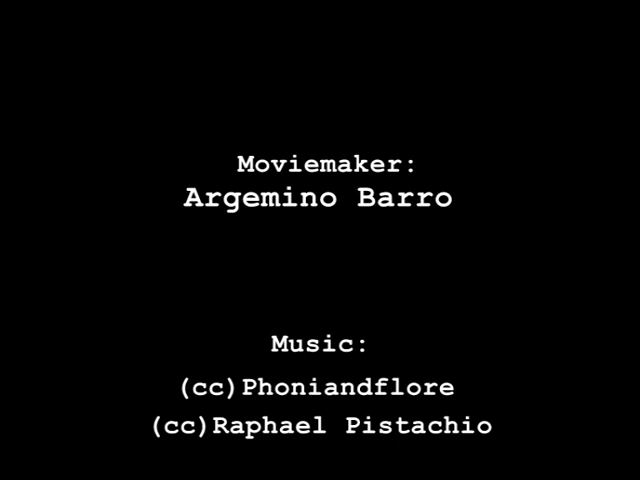 Moviemaker:
Argemino Barro
Music:
(cc)Phoniandflore
(cc)Raphael Pistachio